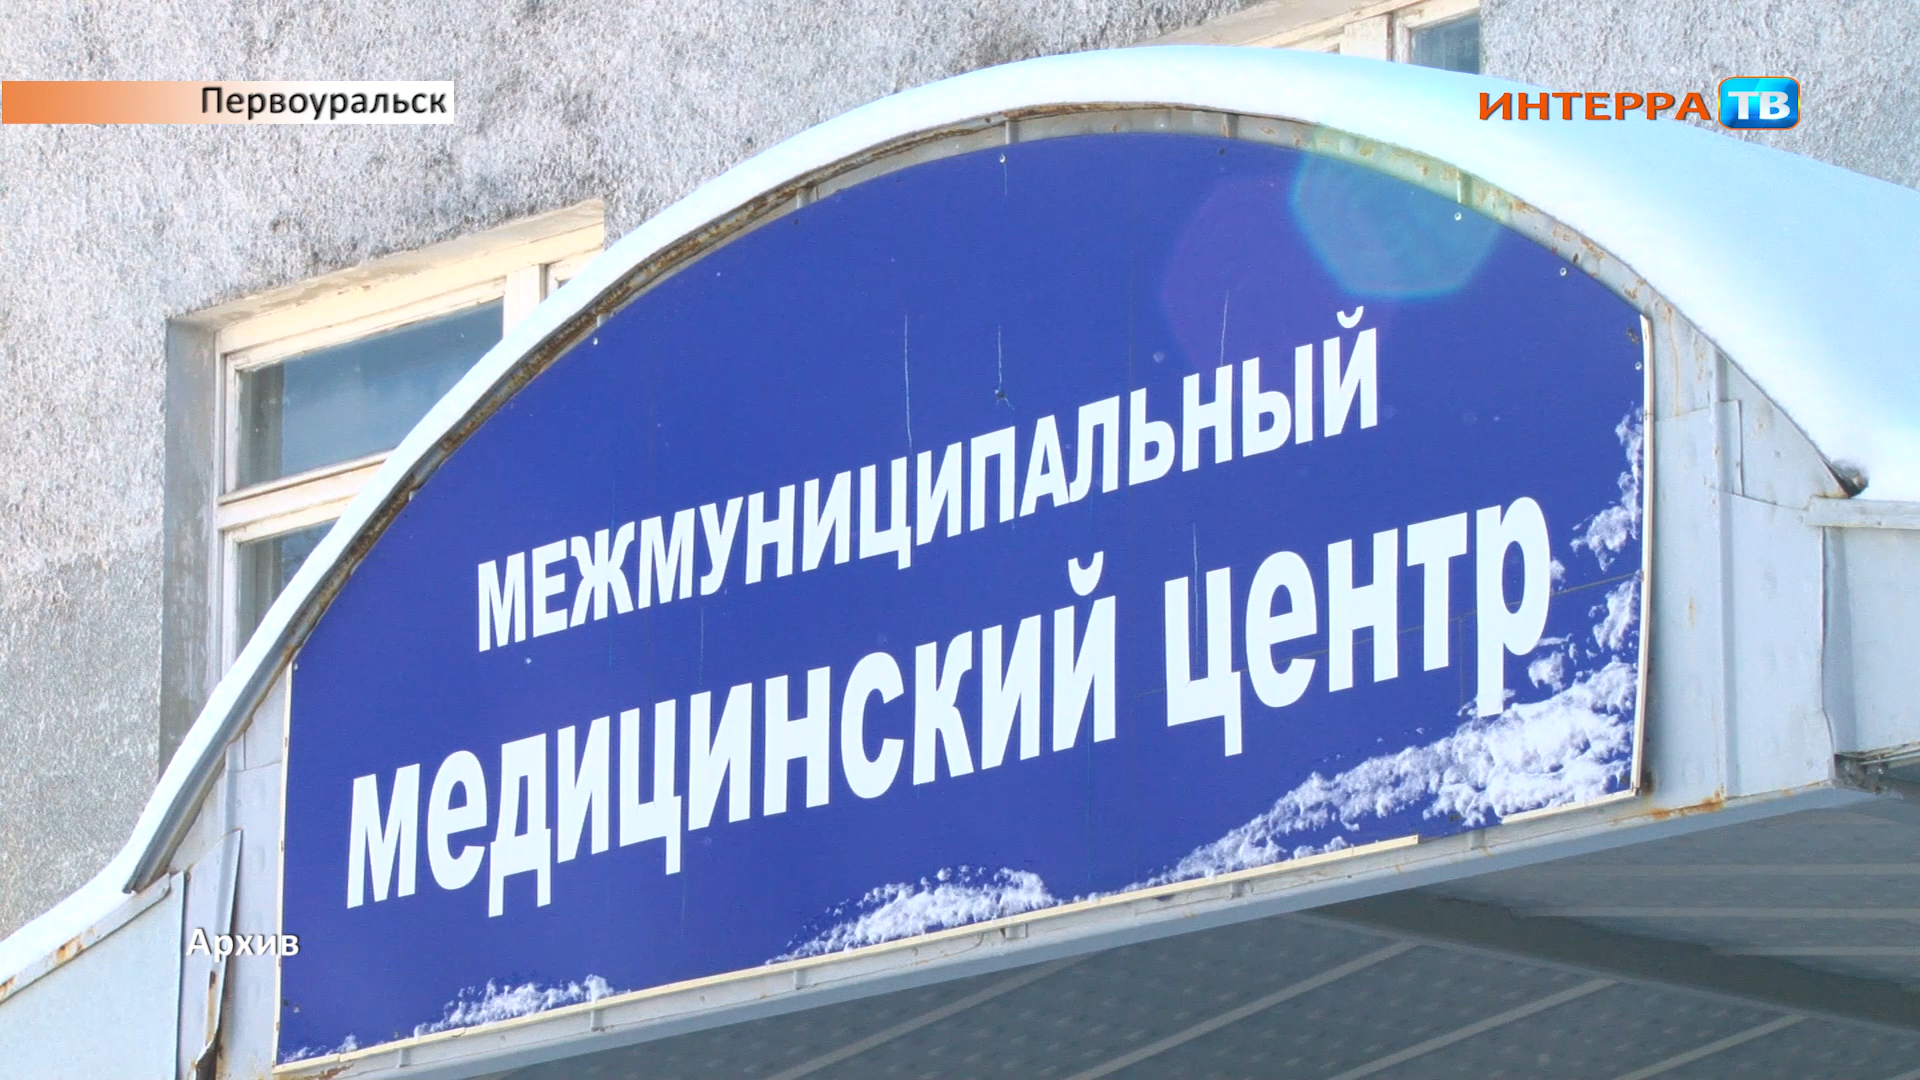 Первоуральск
ИНТЕРРА ТВ
МЕЖМУНИЦИПАЛЬНЫЙ
медицинский центр
Архив